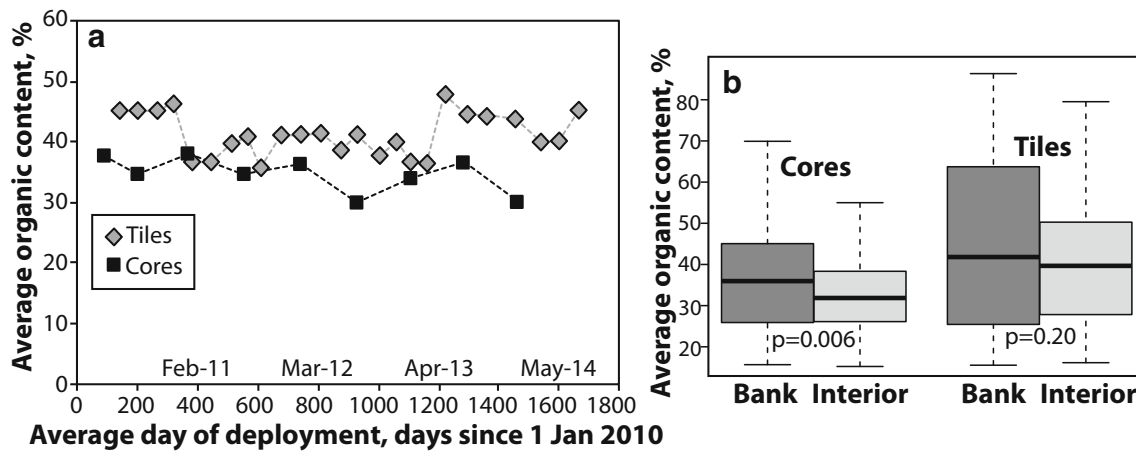 a
Average organic content, %
60
50
40
30
20
10
0
Tiles
Cores
Feb-11 Mar-12 Apr-13 May-14
0 200 400 600 800 1000 1200 1400 1600 1800
Average day of deployment, days since 1 Jan 2010
b
Average organic content, %
80
70
60
50
40
30
20
Cores
Tiles
p=0.006
p=0.20
Bank Interior Bank Interior